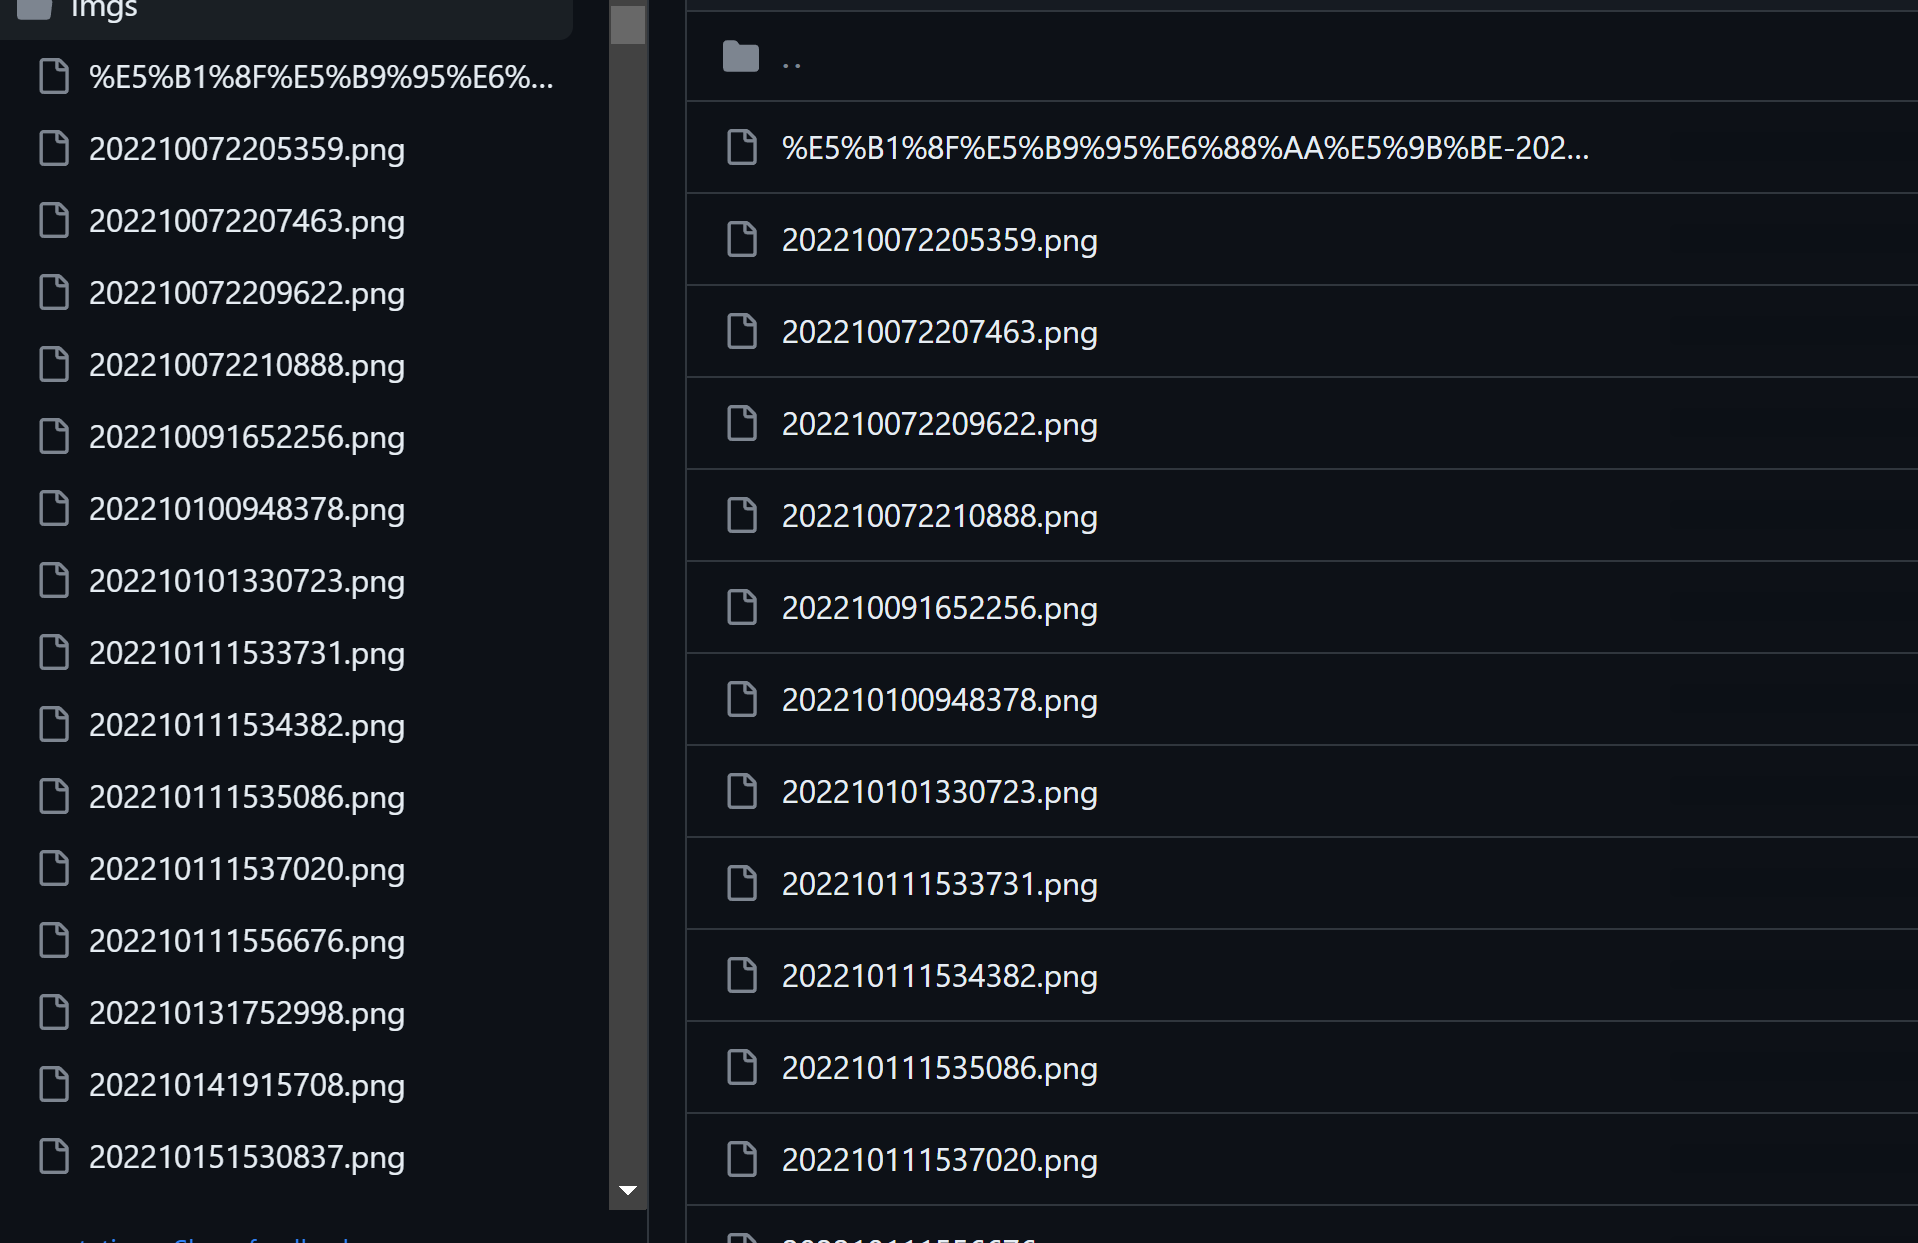 imgs
%E5%B1%8F%E5%B9%95%E6%...
202210072205359.png
202210072207463.png
202210072209622.png
202210072210888.png
202210091652256.png
202210100948378.png
202210101330723.png
202210111533731.png
202210111534382.png
202210111535086.png
202210111537020.png
202210111556676.png
202210131752998.png
202210141915708.png
202210151530837.png
..
%E5%B1%8F%E5%B9%95%E6%88%AA%E5%9B%BE-202...
202210072205359.png
202210072207463.png
202210072209622.png
202210072210888.png
202210091652256.png
202210100948378.png
202210101330723.png
202210111533731.png
202210111534382.png
202210111535086.png
202210111537020.png